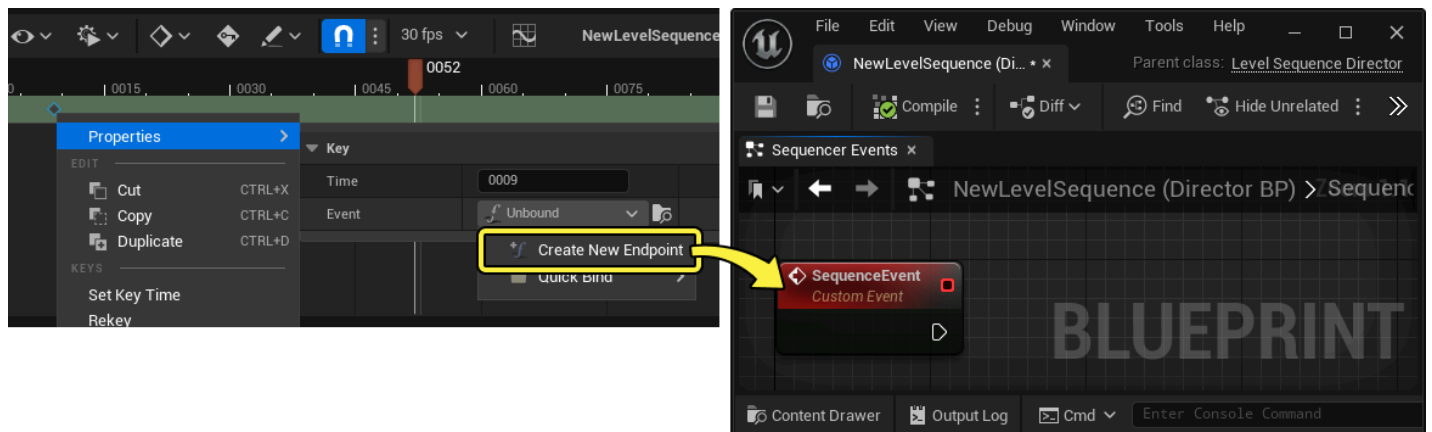 30 fps
NewLevelSequence
0052
0015
0030
0045
0060
0075
Properties
EDIT
Cut CTRL+X
Copy CTRL+C
Duplicate CTRL+D
KEYS
Set Key Time
Rekey
Key
Time 0009
Event Unbound
Create New Endpoint
Quick Bind
File Edit View Debug Window Tools Help
NewLevelSequence (Di... •
Parent class: Level Sequence Director
Compile Diff Find Hide Unrelated
Sequencer Events
NewLevelSequence (Director BP) > Sequenc
SequenceEvent
Custom Event
BLUEPRINT
Content Drawer Output Log Cmd Enter Console Command